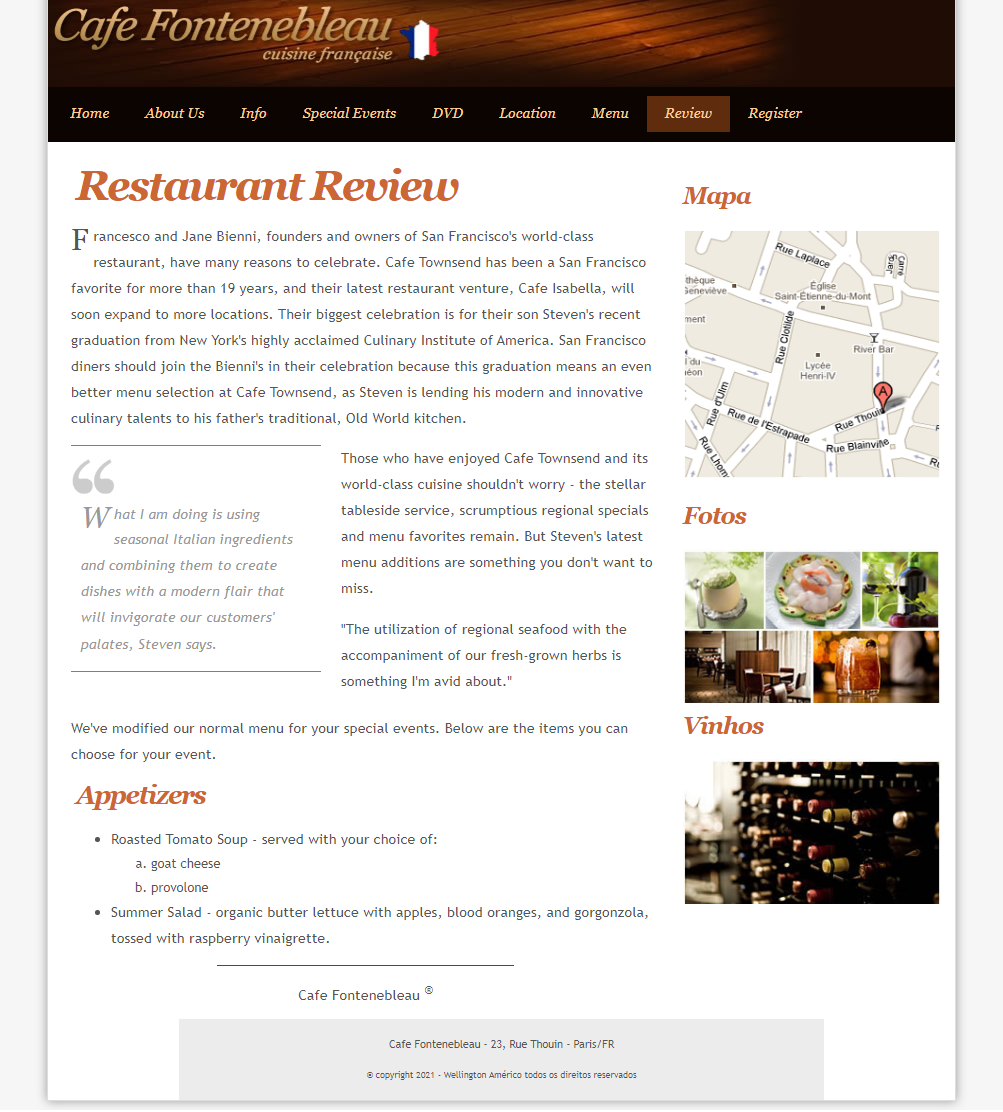 Cafe Fontenebleau
cuisine française
Home About Us Info Special Events DVD Location Menu Review Register
Restaurant Review
Francesco and Jane Bienni, founders and owners of San Francisco's world-class
restaurant, have many reasons to celebrate. Cafe Townsend has been a San Francisco
favorite for more than 19 years, and their latest restaurant venture, Cafe Isabella, will
soon expand to more locations. Their biggest celebration is for their son Steven's recent
graduation from New York's highly acclaimed Culinary Institute of America. San Francisco
diners should join the Bienni's in their celebration because this graduation means an even
better menu selection at Cafe Townsend, as Steven is lending his modern and innovative
culinary talents to his father's traditional, Old World kitchen.
“
What I am doing is using
seasonal Italian ingredients
and combining them to create
dishes with a modern flair that
will invigorate our customers'
palates, Steven says.
Those who have enjoyed Cafe Townsend and its
world-class cuisine shouldn't worry - the stellar
tableside service, scrumptious regional specials
and menu favorites remain. But Steven's latest
menu additions are something you don't want to
miss.
"The utilization of regional seafood with the
accompaniment of our fresh-grown herbs is
something I'm avid about."
We've modified our normal menu for your special events. Below are the items you can
choose for your event.
Appetizers
• Roasted Tomato Soup - served with your choice of:
a. goat cheese
b. provolone
• Summer Salad - organic butter lettuce with apples, blood oranges, and gorgonzola,
tossed with raspberry vinaigrette.
Cafe Fontenebleau ®
Mapa
Rue Laplace
Jard
Carré
thèque
Geneviève
Église
Saint-Étienne-du-Mont
ment
Rue Clotilde
River Bar
du
éon
Lycée
Henri-IV
A
Rue d'Ulm
Rue Thouin
Rue de l'Estrapade
Rue Blainville
Rue Lhom
Ru
Fotos
Vinhos
Cafe Fontenebleau - 23, Rue Thouin - Paris/FR
© copyright 2021 - Wellington Américo todos os direitos reservados